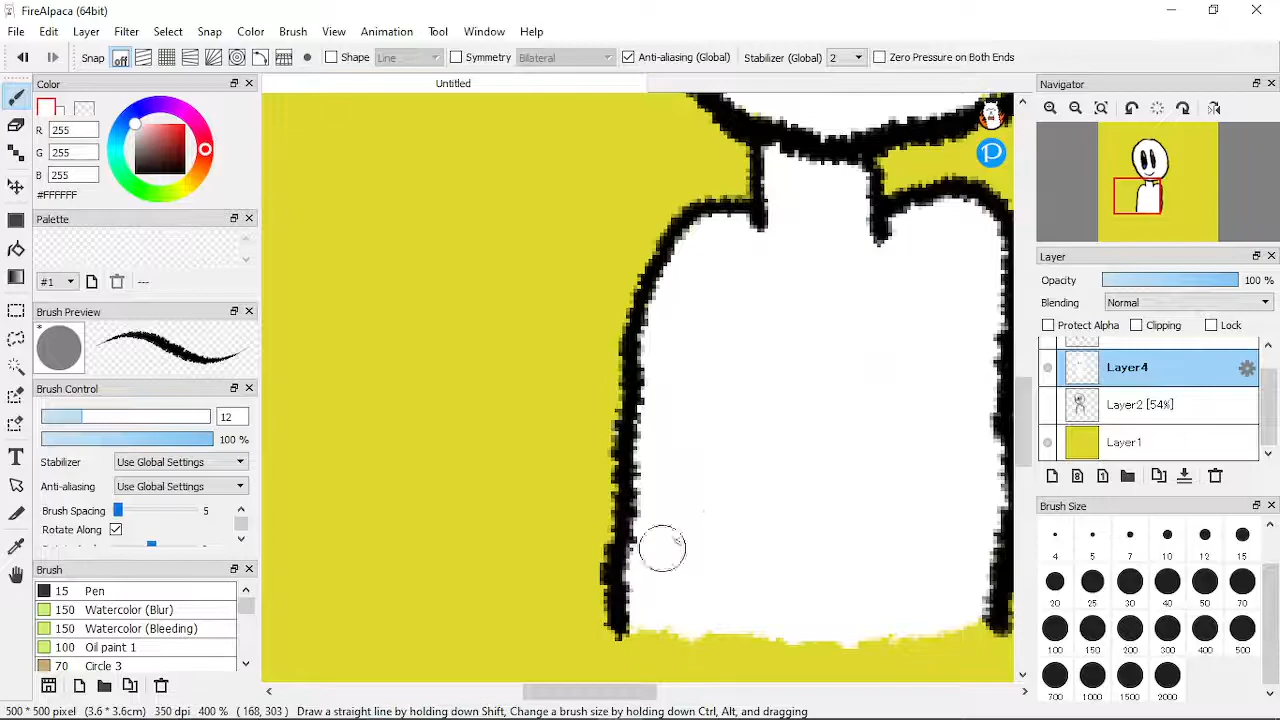 FireAlpaca (64bit)
File Edit Layer Filter Select Snap Color Brush View Animation Tool Window Help
Snap off Shape Line Symmetry Bilateral Anti-aliasing (Global) Stabilizer (Global) 2 Zero Pressure on Both Ends
Color
Untitled
Navigator
R 255
G 255
B 255
#FFFFFF
Palette
#1 ---
Brush Preview
Brush Control
12
100 %
Stabilizer Use Global Settings
Anti-aliasing Use Global Settings
Brush Spacing 5
Rotate Along
Brush
15 Pen
150 Watercolor (Blur)
150 Watercolor (Bleeding)
100 Oil paint 1
70 Circle 3
Layer
Opacity 100 %
Blending Normal
Protect Alpha Clipping Lock
Layer4
[54%]
Layer1
Brush Size
4 5 7 10 12 15
20 25 30 40 50 70
100 150 200 300 400 500
700 1000 1500 2000
500 * 500 pixel (3.6 * 3.6cm) 350 dpi 400 % ( 168, 303 ) Draw a straight line by holding down Shift, Change a brush size by holding down Ctrl, Alt, and dragging